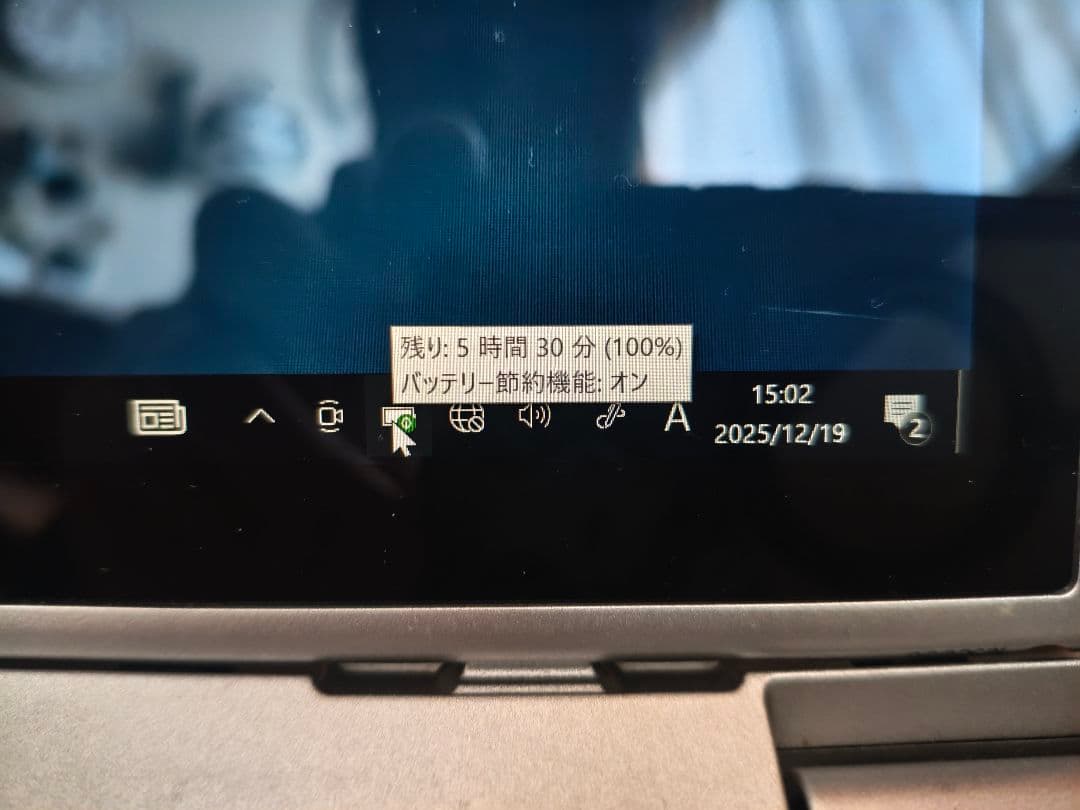 残り: 5 時間 30 分 (100%)
バッテリー節約機能: オン
A
15:02
2025/12/19
2